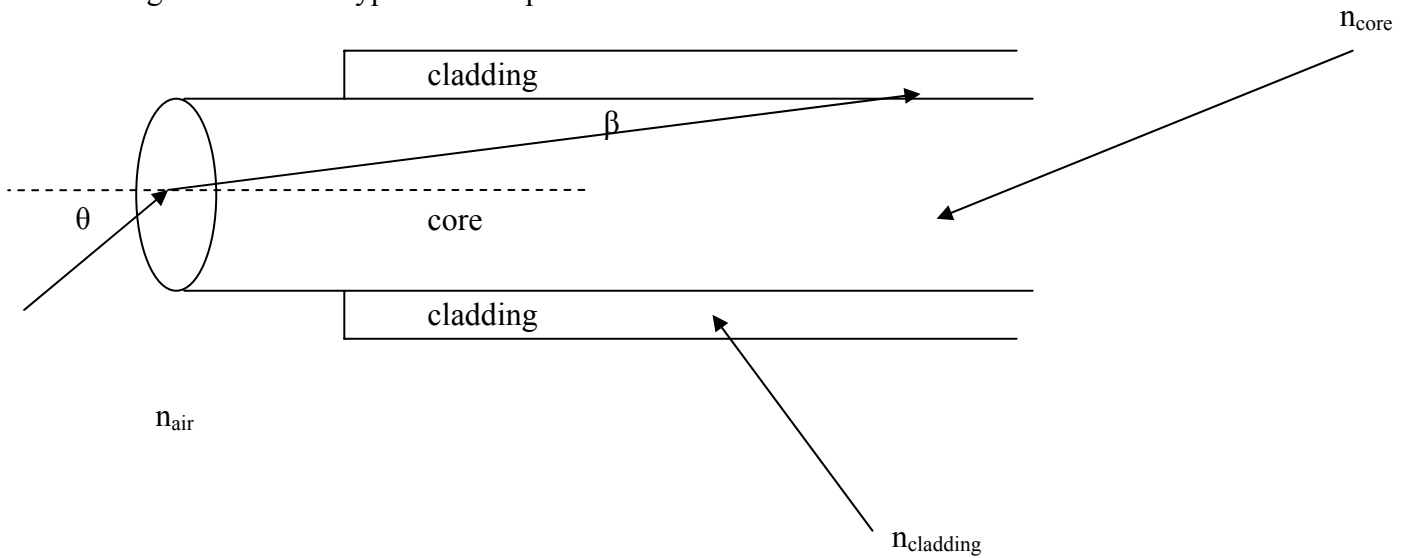 n_core
cladding
β
θ
core
cladding
n_air
n_cladding